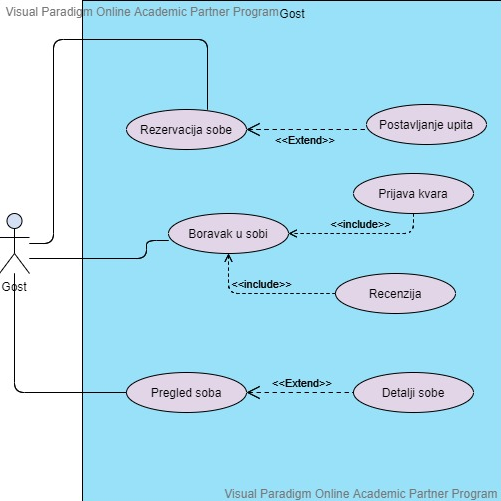 Visual Paradigm Online Academic Partner Program
Gost
Rezervacija sobe
<<Extend>>
Postavljanje upita
Prijava kvara
<<include>>
Boravak u sobi
Gost
<<include>>
Recenzija
Pregled soba
<<Extend>>
Detalji sobe
Visual Paradigm Online Academic Partner Program